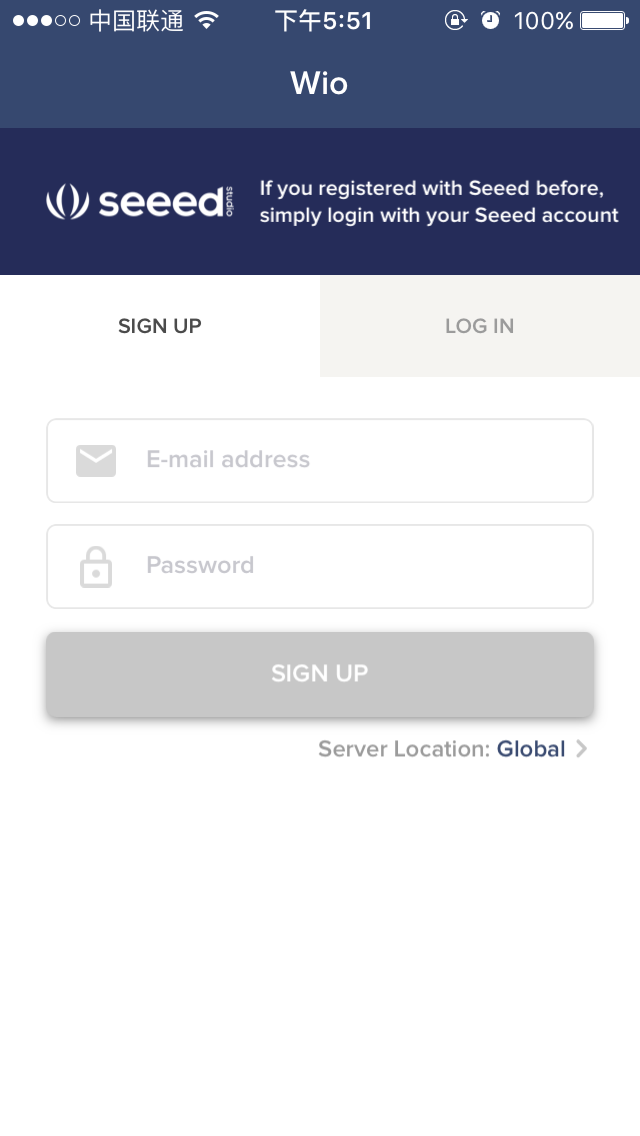 中国联通 下午5:51 100%
Wio
seeed studio
If you registered with Seeed before,
simply login with your Seeed account
SIGN UP LOG IN
E-mail address
Password
SIGN UP
Server Location: Global